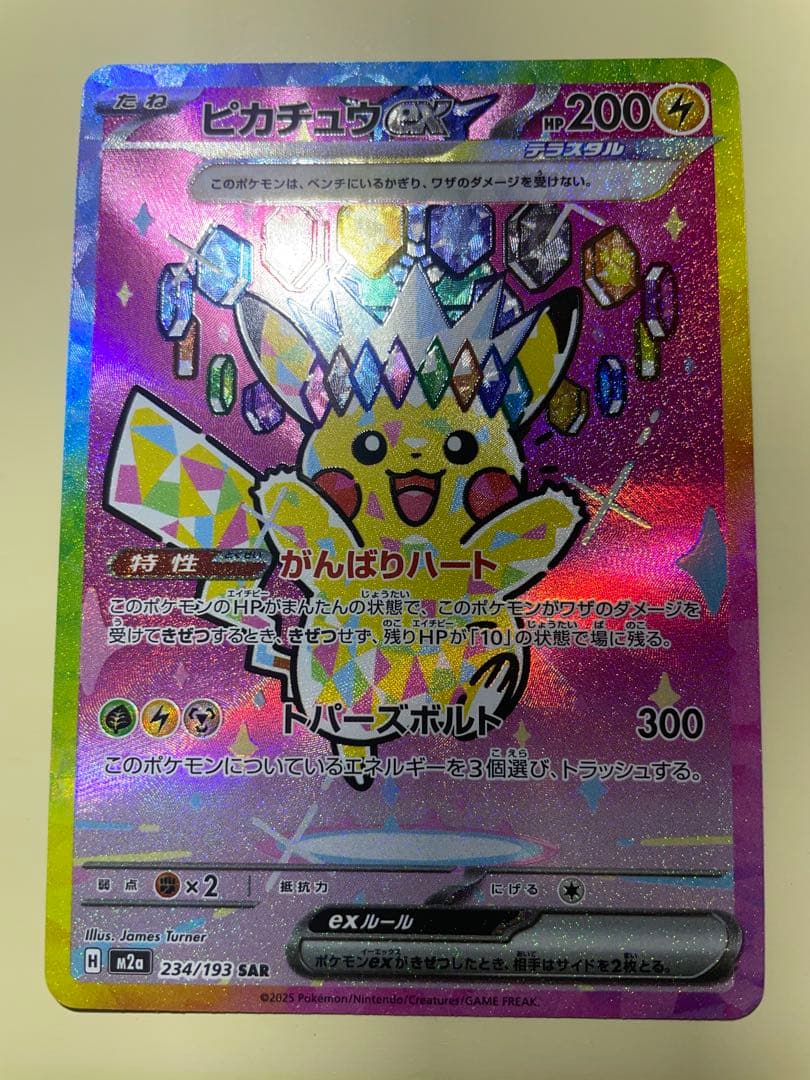 たね ピカチュウex HP200
テラスタル
このポケモンは、ベンチにいるかぎり、ワザのダメージを受けない。
特性 とくせい がんばりハート
このポケモンのHPがまんたんの状態で、このポケモンがワザのダメージを
受けてきぜつするとき、きぜつせず、残りHPが「10」の状態で場に残る。
トパーズボルト 300
このポケモンについているエネルギーを3個選び、トラッシュする。
弱点 ×2 抵抗力 にげる
exルール
ポケモンexがきぜつしたとき、相手はサイドを2枚とる。
Illus. James Turner
H M2a 234/193 SAR
©2025 Pokémon/Nintendo/Creatures/GAME FREAK.